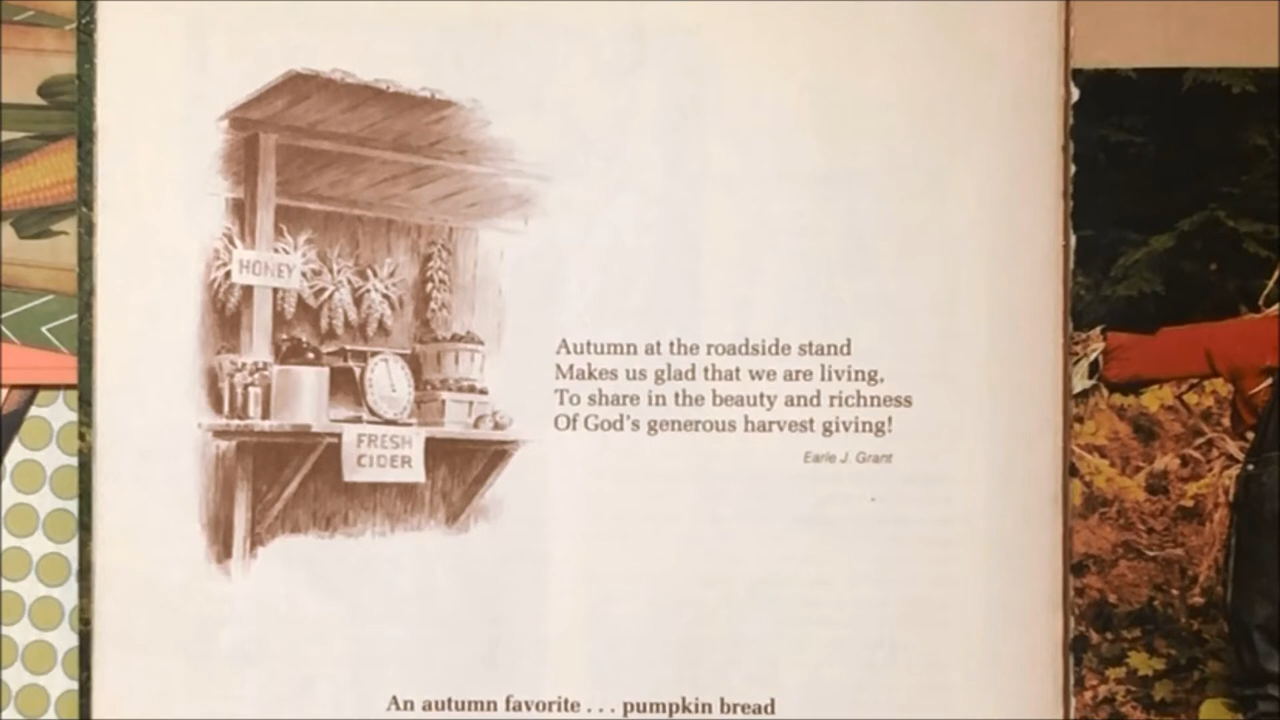 HONEY
FRESH
CIDER
Autumn at the roadside stand
Makes us glad that we are living,
To share in the beauty and richness
Of God's generous harvest giving!
Earle J. Grant
An autumn favorite . . . pumpkin bread